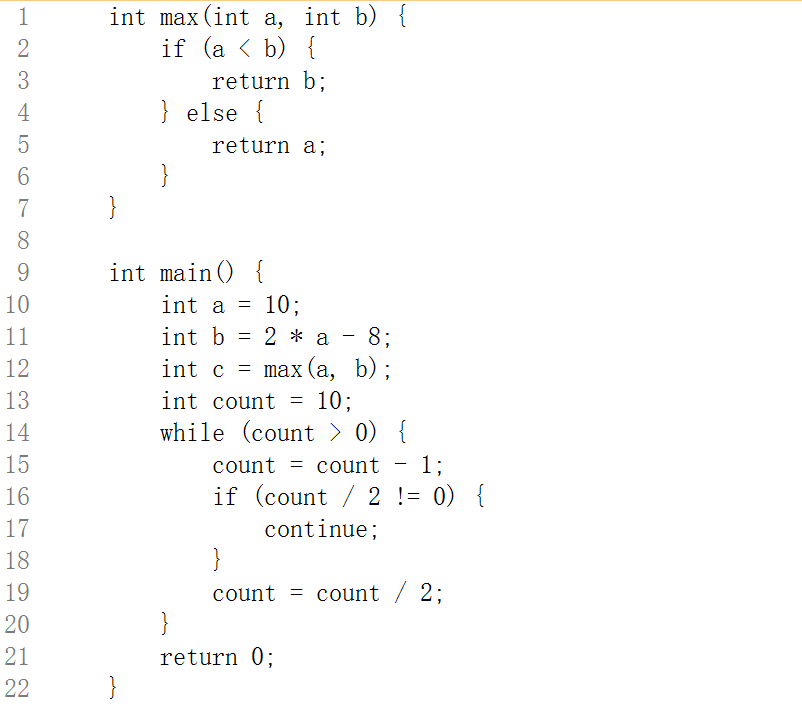 1 int max(int a, int b) {
2 if (a < b) {
3 return b;
4 } else {
5 return a;
6 }
7 }
8
9 int main() {
10 int a = 10;
11 int b = 2 * a - 8;
12 int c = max(a, b);
13 int count = 10;
14 while (count > 0) {
15 count = count - 1;
16 if (count / 2 != 0) {
17 continue;
18 }
19 count = count / 2;
20 }
21 return 0;
22 }